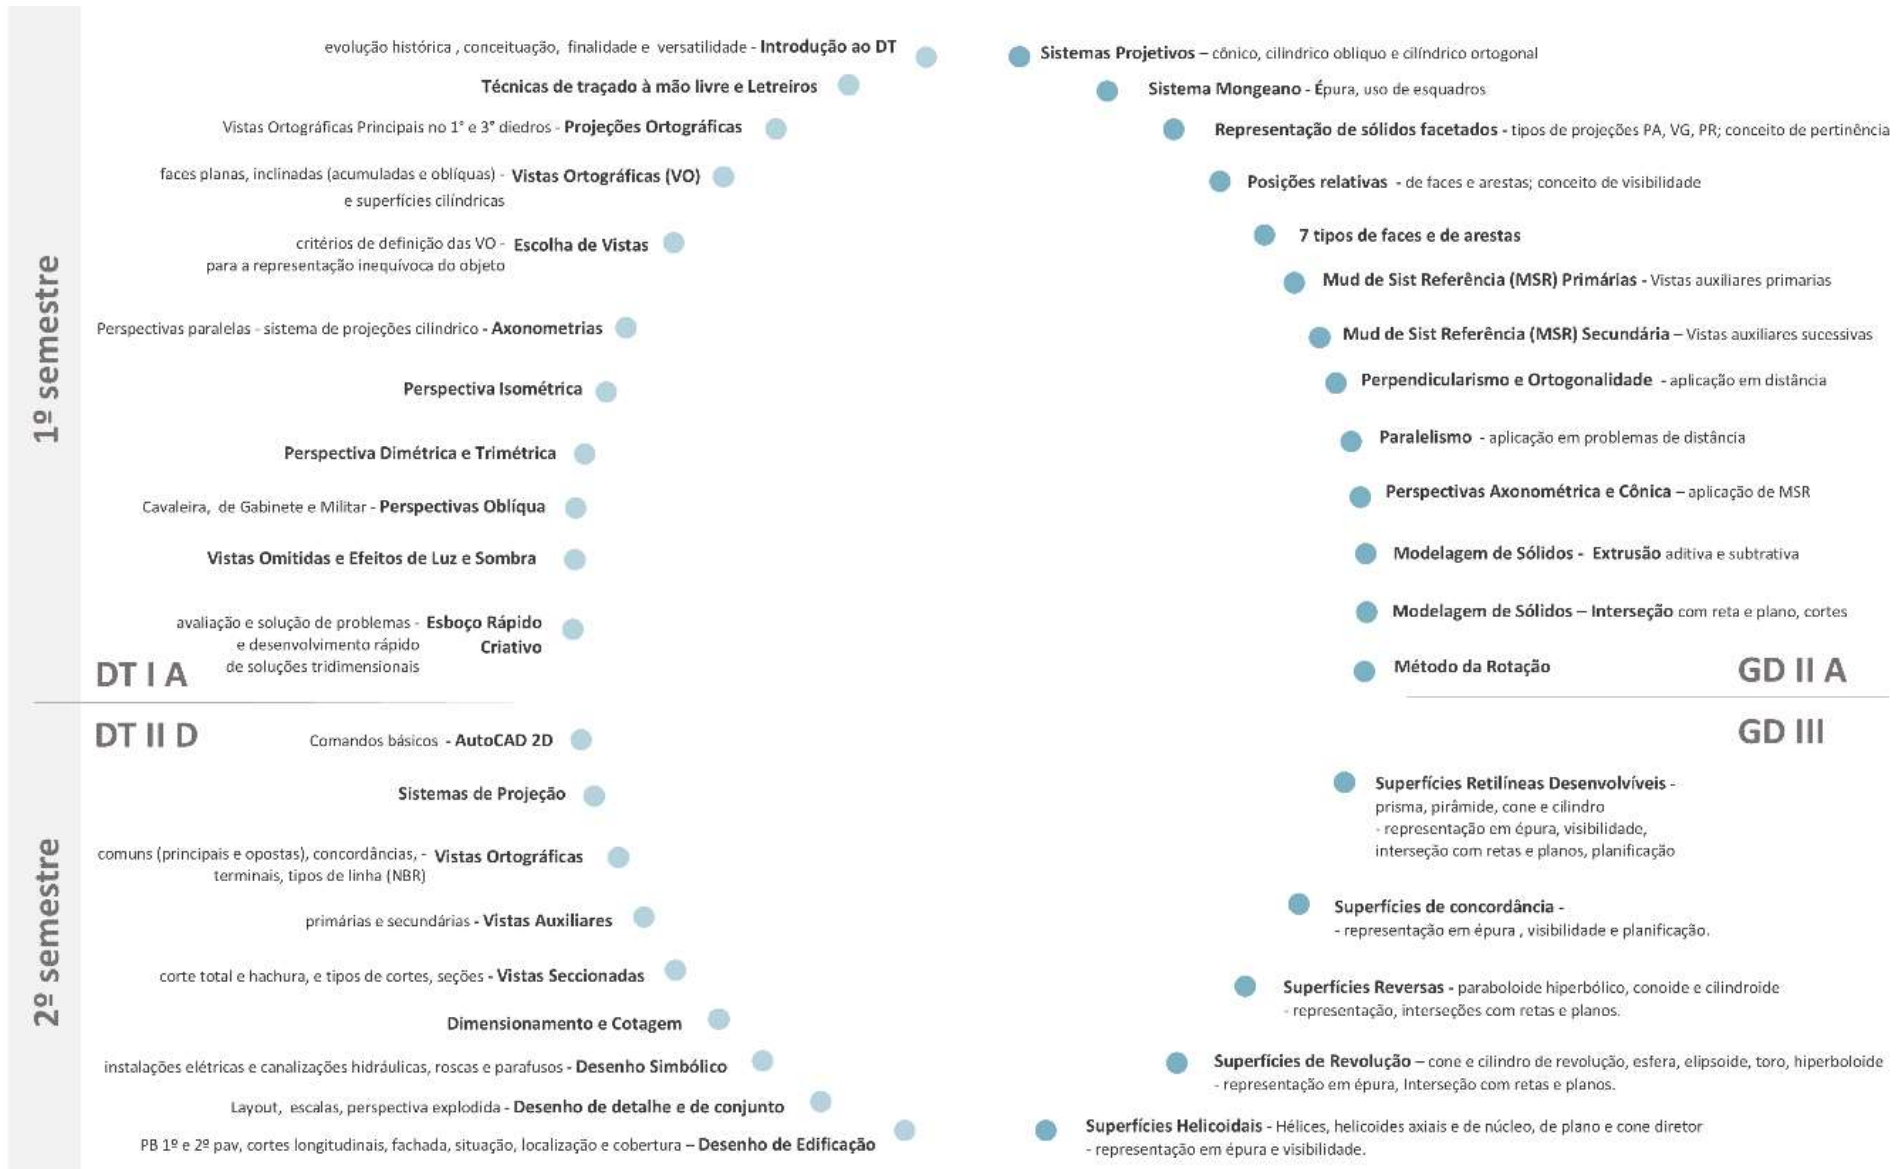 1º semestre
evolução histórica , conceituação, finalidade e versatilidade - Introdução ao DT
Técnicas de traçado à mão livre e Letreiros
Vistas Ortográficas Principais no 1° e 3° diedros - Projeções Ortográficas
faces planas, inclinadas (acumuladas e oblíquas) - Vistas Ortográficas (VO)
e superfícies cilíndricas
critérios de definição das VO - Escolha de Vistas
para a representação inequívoca do objeto
Perspectivas paralelas - sistema de projeções cilindrico - Axonometrias
Perspectiva Isométrica
Perspectiva Dimétrica e Trimétrica
Cavaleira, de Gabinete e Militar - Perspectivas Oblíqua
Vistas Omitidas e Efeitos de Luz e Sombra
avaliação e solução de problemas - Esboço Rápido
e desenvolvimento rápido Criativo
de soluções tridimensionais
DT I A
Sistemas Projetivos – cônico, cilindrico obliquo e cilíndrico ortogonal
Sistema Mongeano - Épura, uso de esquadros
Representação de sólidos facetados - tipos de projeções PA, VG, PR; conceito de pertinência
Posições relativas - de faces e arestas; conceito de visibilidade
7 tipos de faces e de arestas
Mud de Sist Referência (MSR) Primárias - Vistas auxiliares primarias
Mud de Sist Referência (MSR) Secundária – Vistas auxiliares sucessivas
Perpendicularismo e Ortogonalidade - aplicação em distância
Paralelismo - aplicação em problemas de distância
Perspectivas Axonométrica e Cônica – aplicação de MSR
Modelagem de Sólidos - Extrusão aditiva e subtrativa
Modelagem de Sólidos – Interseção com reta e plano, cortes
Método da Rotação
GD II A
2º semestre
DT II D
Comandos básicos - AutoCAD 2D
Sistemas de Projeção
comuns (principais e opostas), concordâncias, - Vistas Ortográficas
terminais, tipos de linha (NBR)
primárias e secundárias - Vistas Auxiliares
corte total e hachura, e tipos de cortes, seções - Vistas Seccionadas
Dimensionamento e Cotagem
instalações elétricas e canalizações hidráulicas, roscas e parafusos - Desenho Simbólico
Layout, escalas, perspectiva explodida - Desenho de detalhe e de conjunto
PB 1º e 2º pav, cortes longitudinais, fachada, situação, localização e cobertura – Desenho de Edificação
GD III
Superfícies Retilíneas Desenvolvíveis -
prisma, pirâmide, cone e cilindro
- representação em épura, visibilidade,
interseção com retas e planos, planificação
Superfícies de concordância -
- representação em épura , visibilidade e planificação.
Superfícies Reversas - paraboloide hiperbólico, conoide e cilindroide
- representação, interseções com retas e planos.
Superfícies de Revolução – cone e cilindro de revolução, esfera, elipsoide, toro, hiperboloide
- representação em épura, Interseção com retas e planos.
Superfícies Helicoidais - Hélices, helicoides axiais e de núcleo, de plano e cone diretor
- representação em épura e visibilidade.